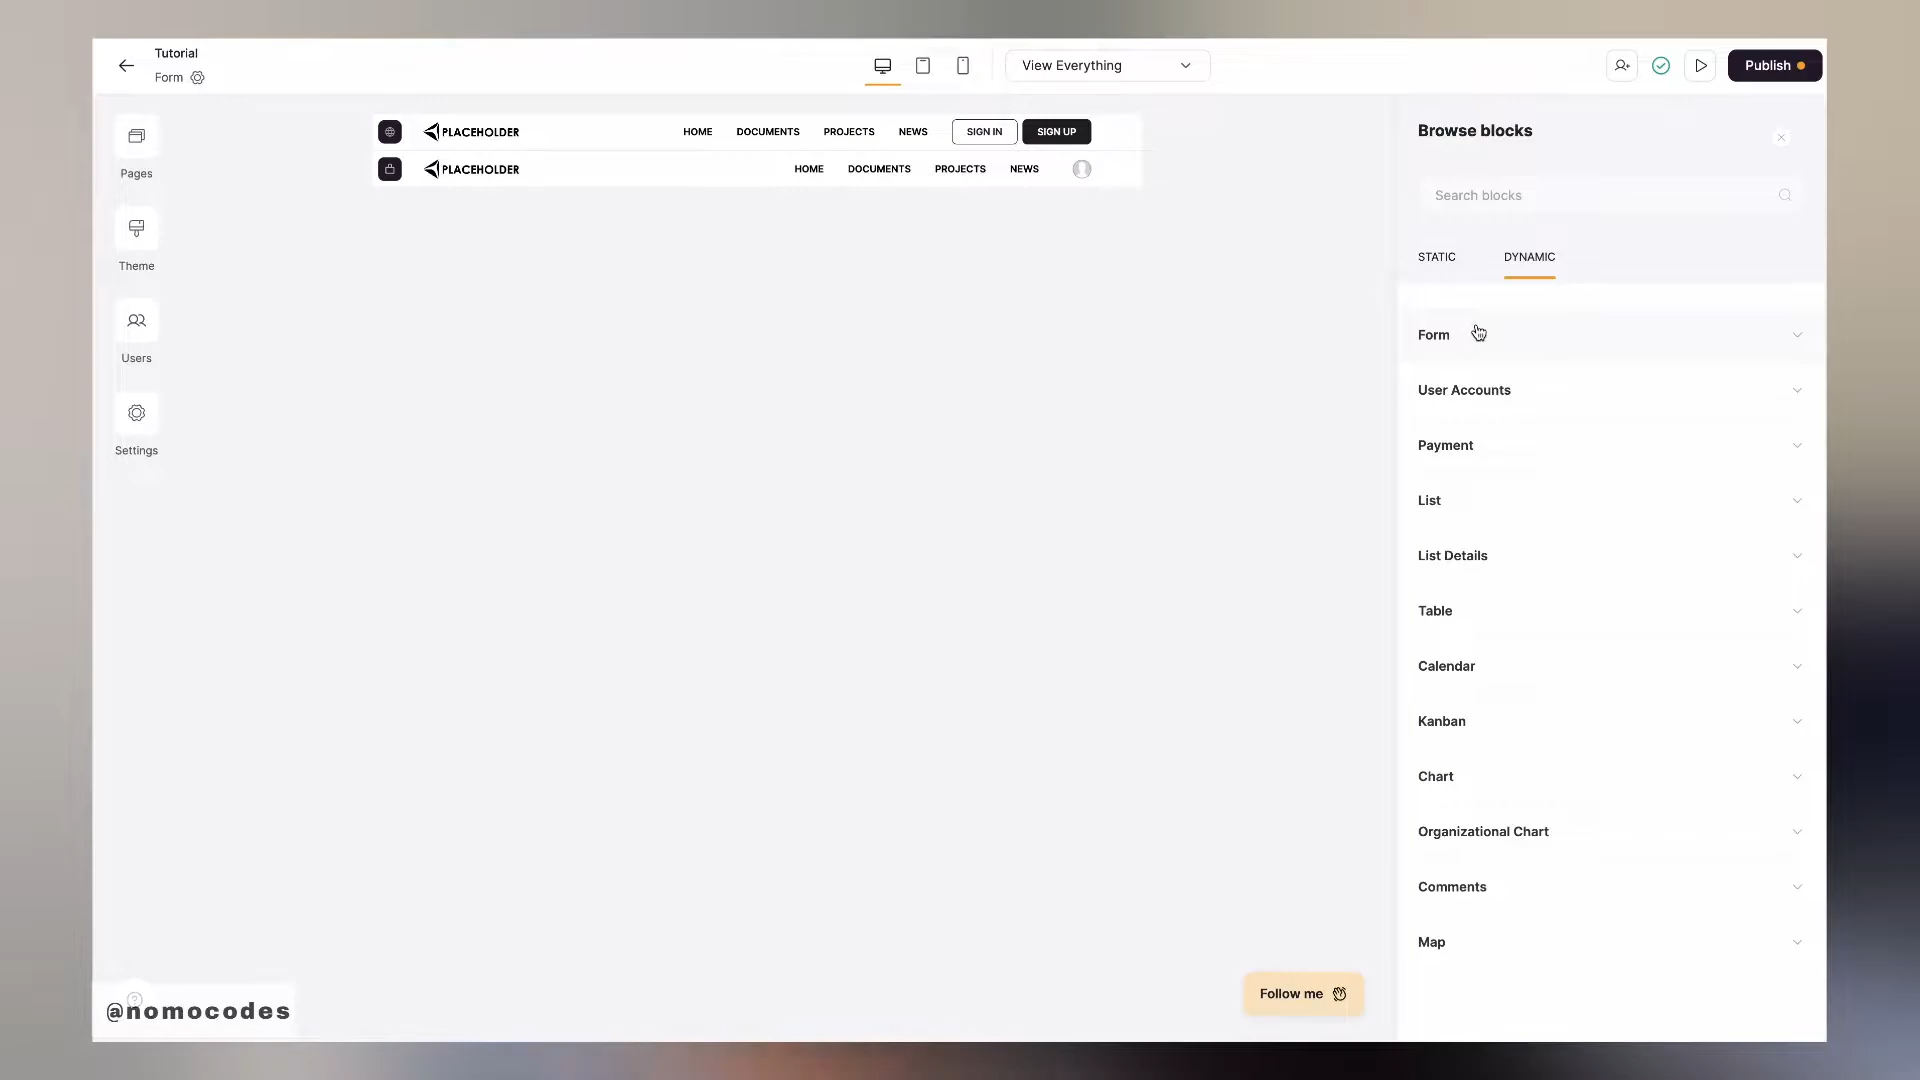 Tutorial
Form
View Everything
Publish
Pages
Theme
Users
Settings
PLACEHOLDER
HOME DOCUMENTS PROJECTS NEWS SIGN IN SIGN UP
PLACEHOLDER
HOME DOCUMENTS PROJECTS NEWS
Browse blocks
Search blocks
STATIC DYNAMIC
Form
User Accounts
Payment
List
List Details
Table
Calendar
Kanban
Chart
Organizational Chart
Comments
Map
Follow me
@nomocodes